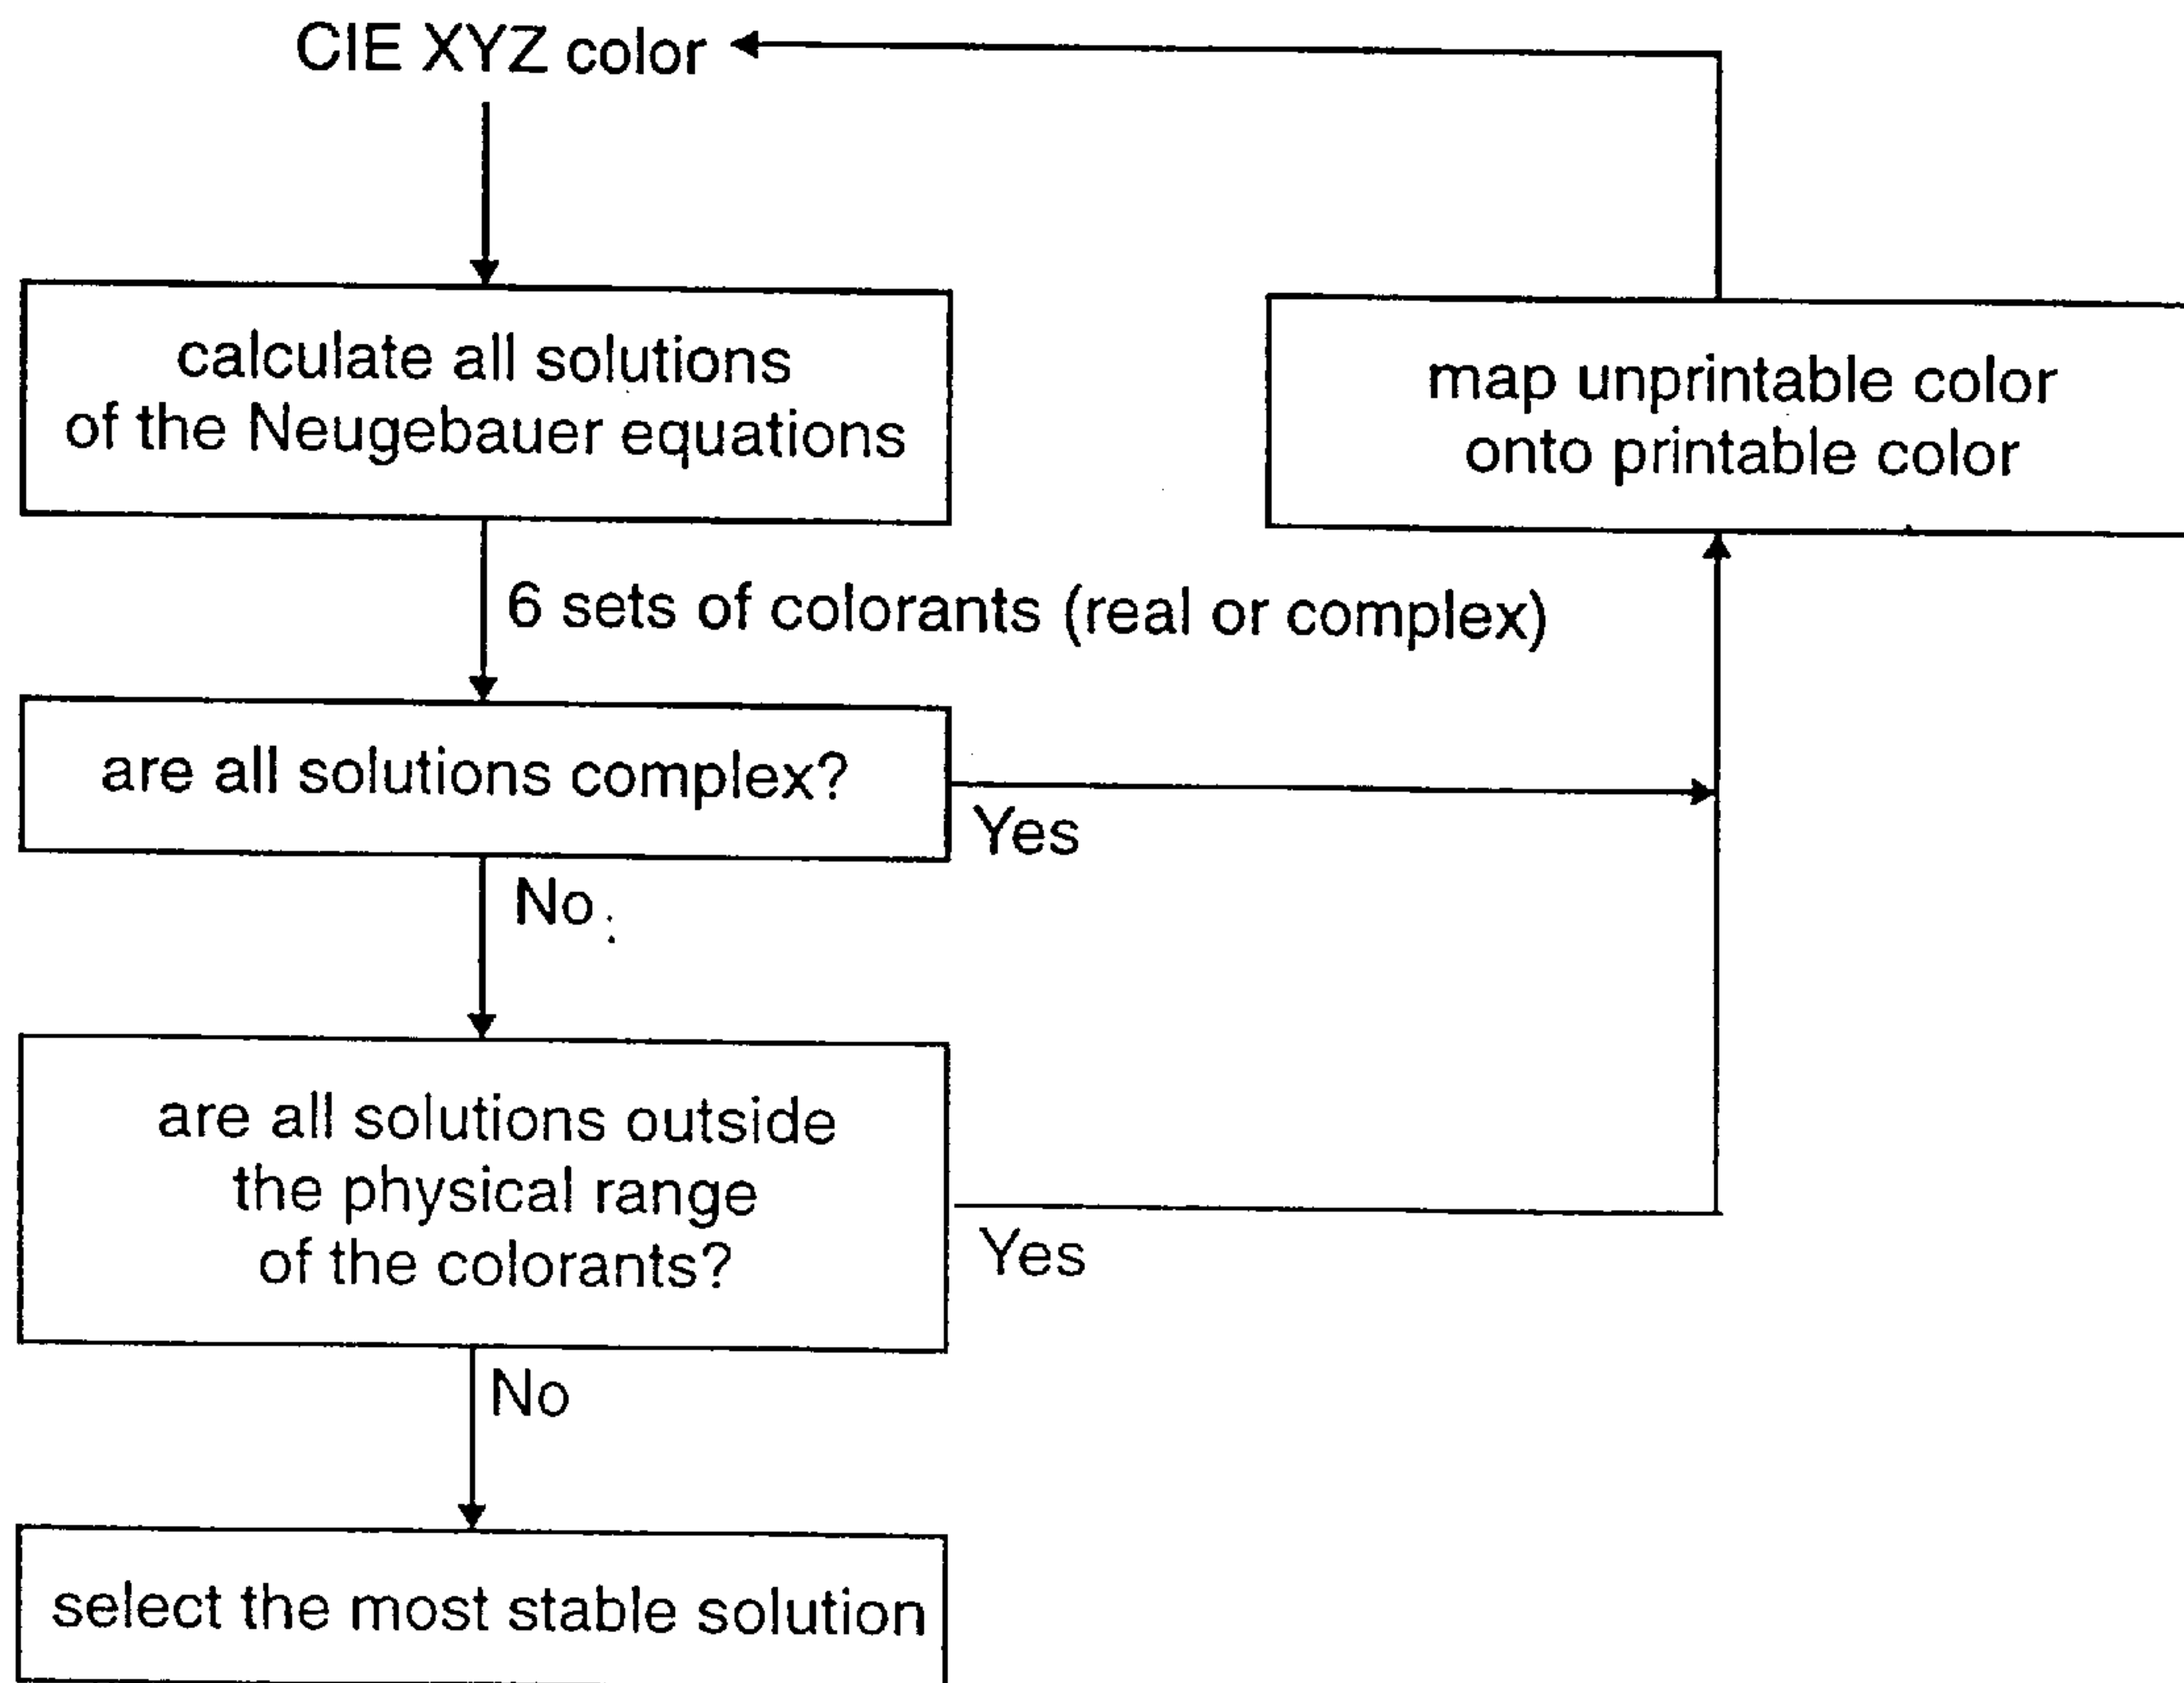 CIE XYZ color
calculate all solutions
of the Neugebauer equations
map unprintable color
onto printable color
6 sets of colorants (real or complex)
are all solutions complex?
Yes
No
are all solutions outside
the physical range
of the colorants?
Yes
No
select the most stable solution